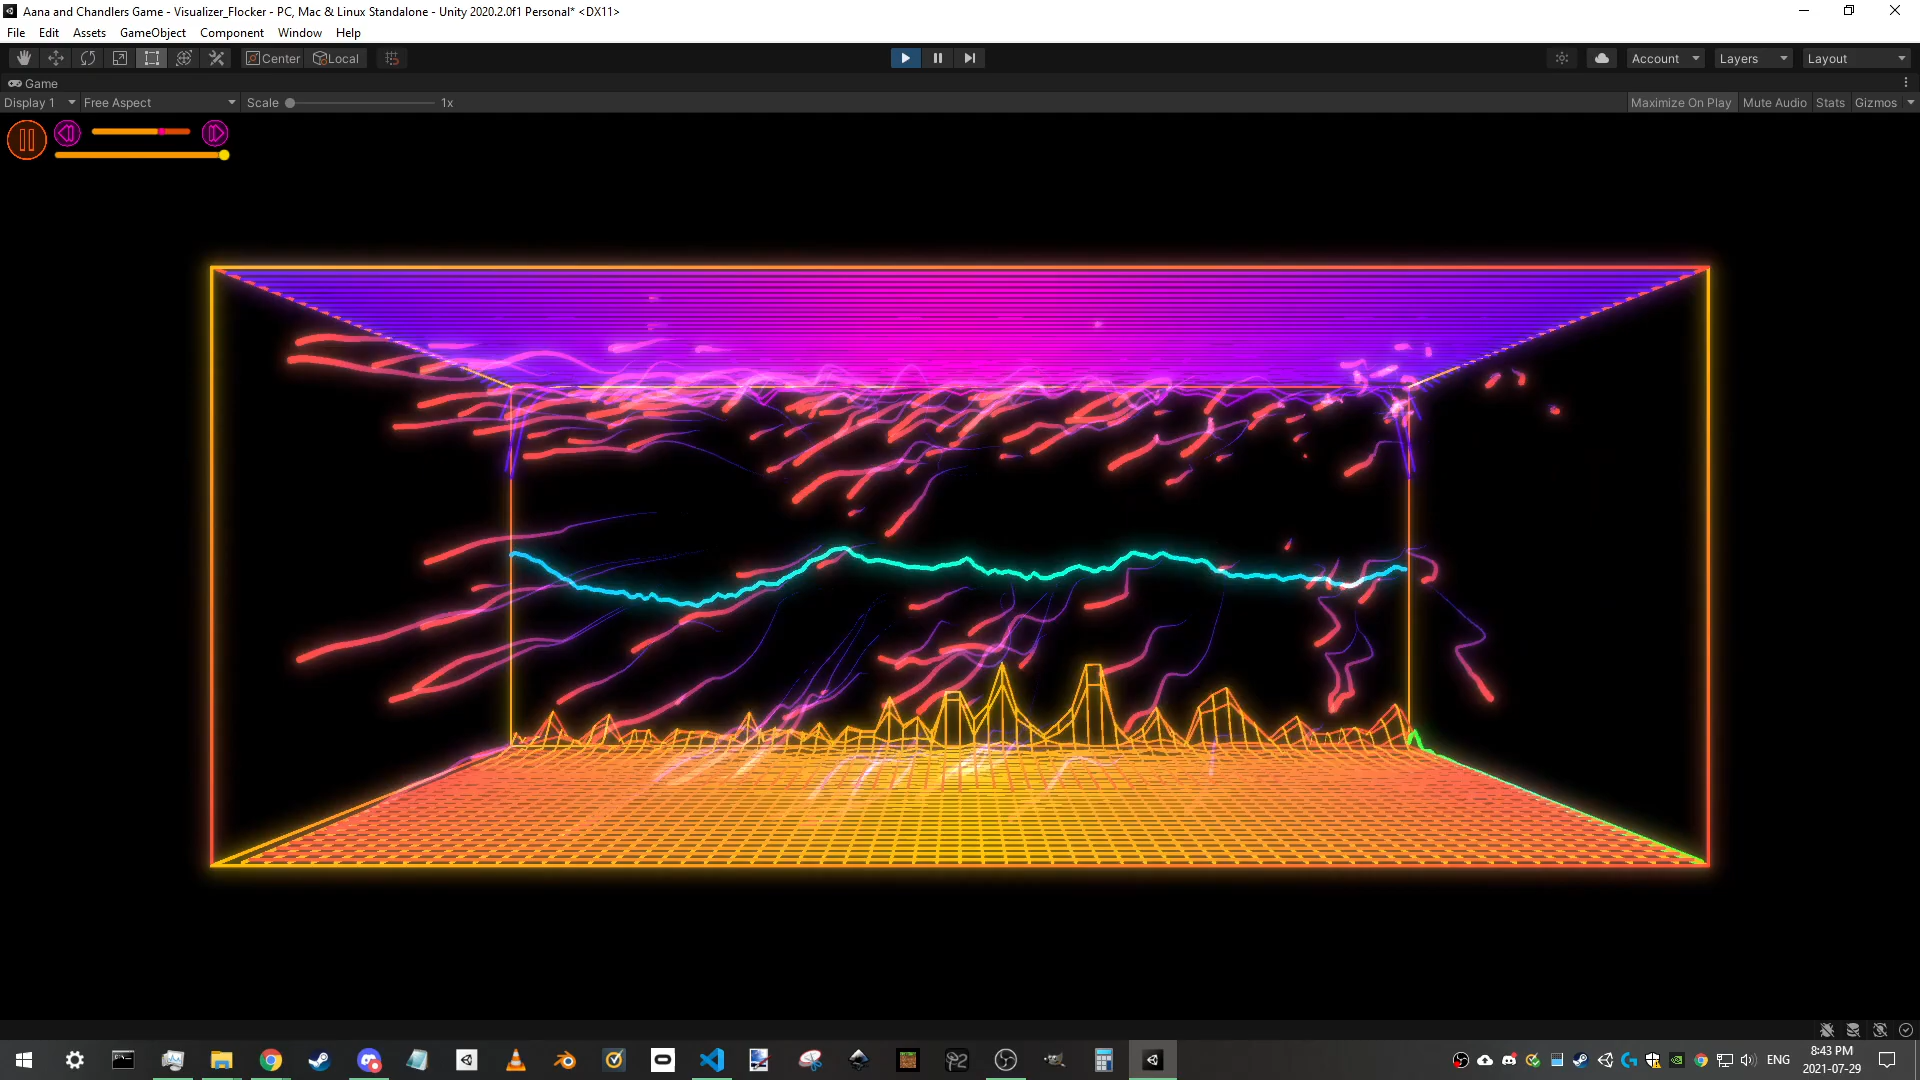 Aana and Chandlers Game - Visualizer_Flocker - PC, Mac & Linux Standalone - Unity 2020.2.0f1 Personal* <DX11>
File Edit Assets GameObject Component Window Help
Center Local Account Layers Layout
Game
Display 1 Free Aspect Scale 1x Maximize On Play Mute Audio Stats Gizmos
ENG
8:43 PM
2021-07-29